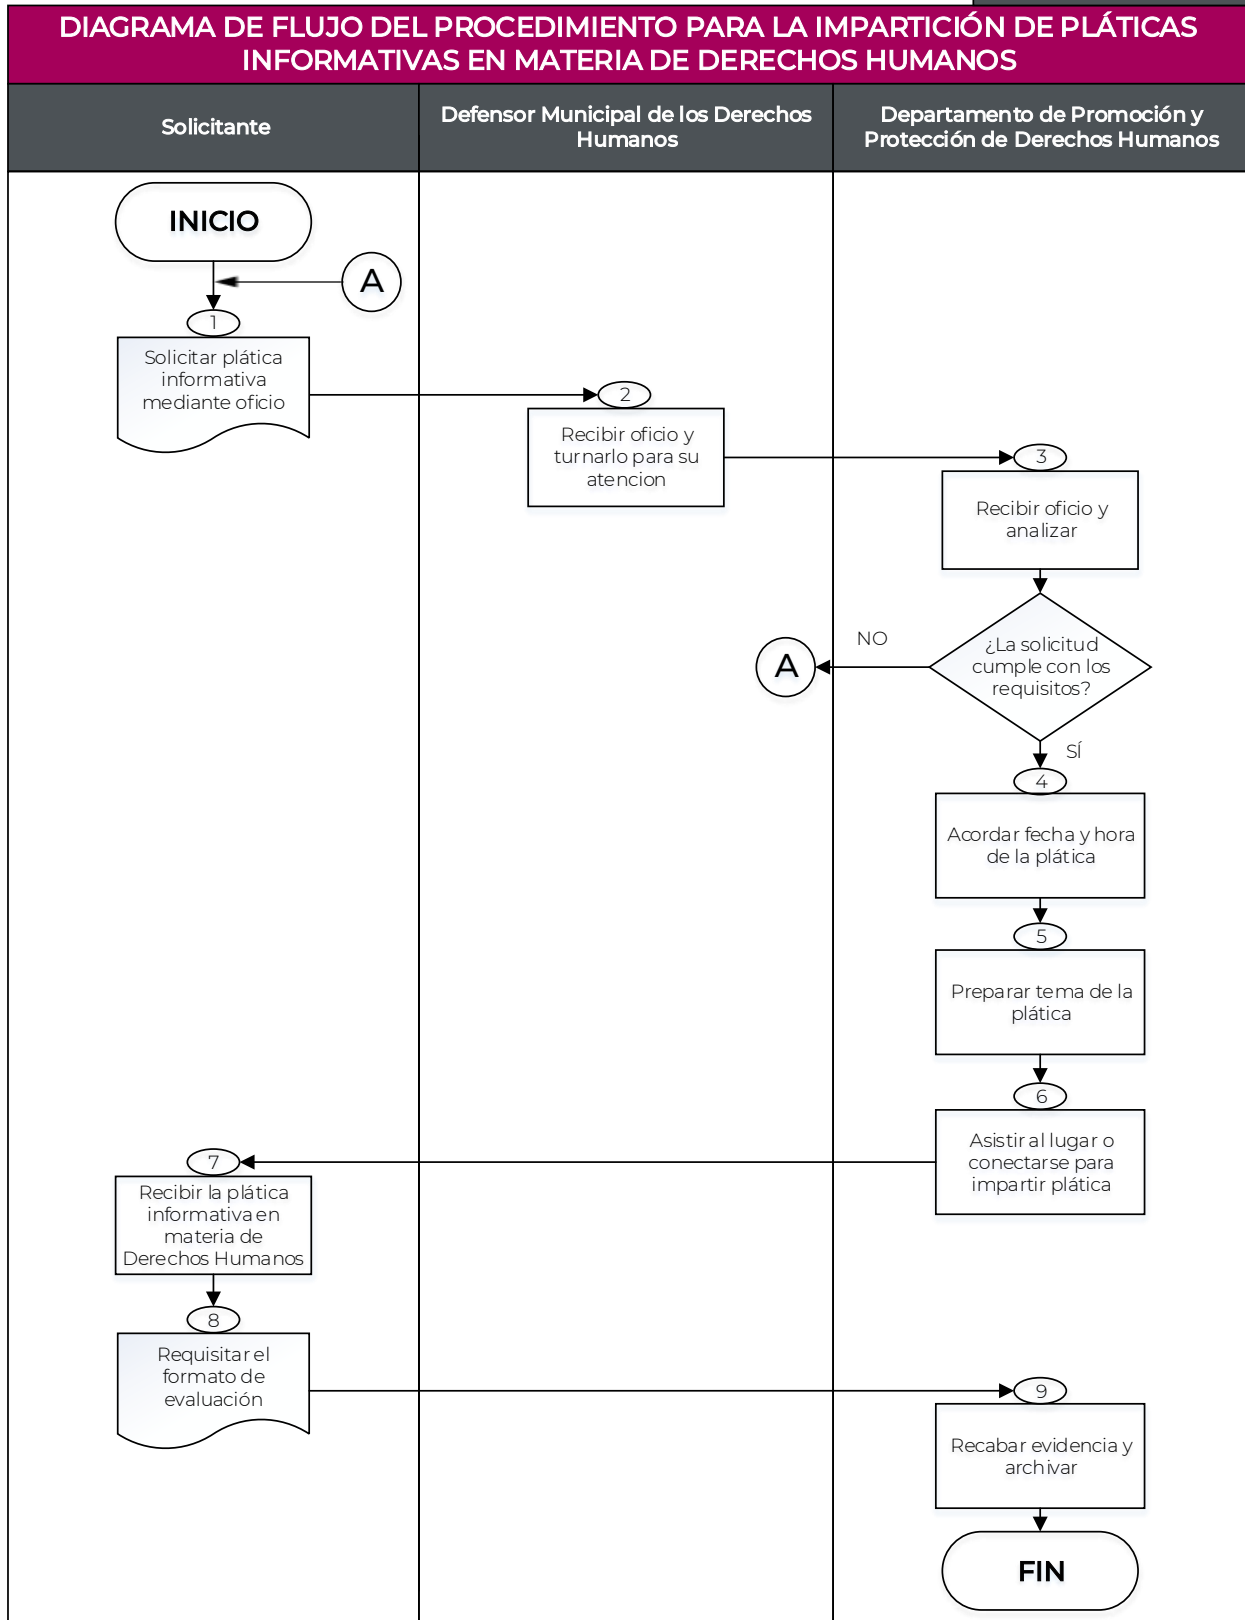 DIAGRAMA DE FLUJO DEL PROCEDIMIENTO PARA LA IMPARTICIÓN DE PLÁTICAS
INFORMATIVAS EN MATERIA DE DERECHOS HUMANOS
Solicitante
Defensor Municipal de los Derechos
Humanos
Departamento de Promoción y
Protección de Derechos Humanos
INICIO
A
1
Solicitar plática
informativa
mediante oficio
2
Recibir oficio y
turnarlo para su
atencion
3
Recibir oficio y
analizar
¿La solicitud
cumple con los
requisitos?
NO
A
SÍ
4
Acordar fecha y hora
de la plática
5
Preparar tema de la
plática
6
Asistir al lugar o
conectarse para
impartir plática
7
Recibir la plática
informativa en
materia de
Derechos Humanos
8
Requisitar el
formato de
evaluación
9
Recabar evidencia y
archivar
FIN